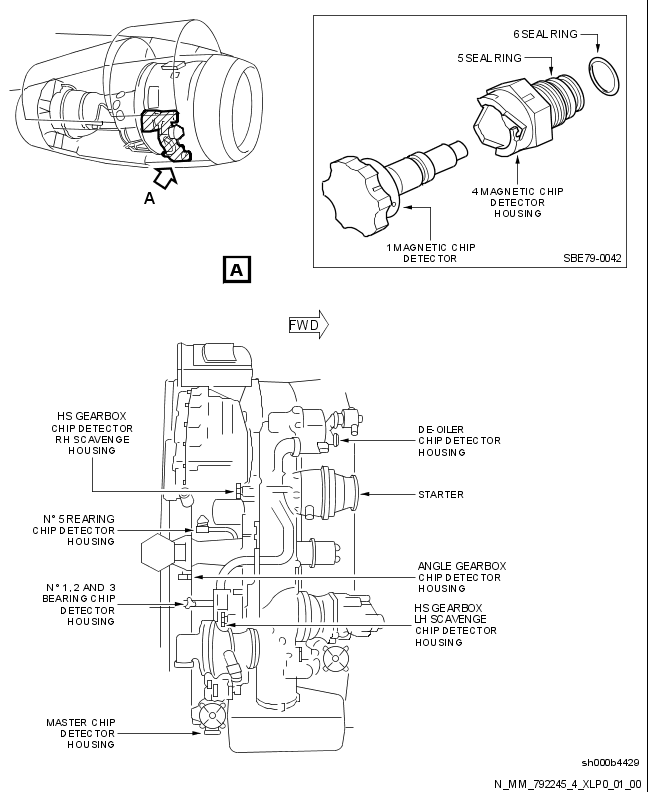 6 SEAL RING
5 SEAL RING
4 MAGNETIC CHIP
DETECTOR
HOUSING
1 MAGNETIC CHIP
DETECTOR
SBE79-0042
A
A
FWD
HS GEARBOX
CHIP DETECTOR
RH SCAVENGE
HOUSING
DE-OILER
CHIP DETECTOR
HOUSING
STARTER
N° 5 REARING
CHIP DETECTOR
HOUSING
ANGLE GEARBOX
CHIP DETECTOR
HOUSING
N° 1, 2 AND 3
BEARING CHIP
DETECTOR
HOUSING
HS GEARBOX
LH SCAVENGE
CHIP DETECTOR
HOUSING
MASTER CHIP
DETECTOR
HOUSING
sh000b4429
N_MM_792245_4_XLP0_01_00